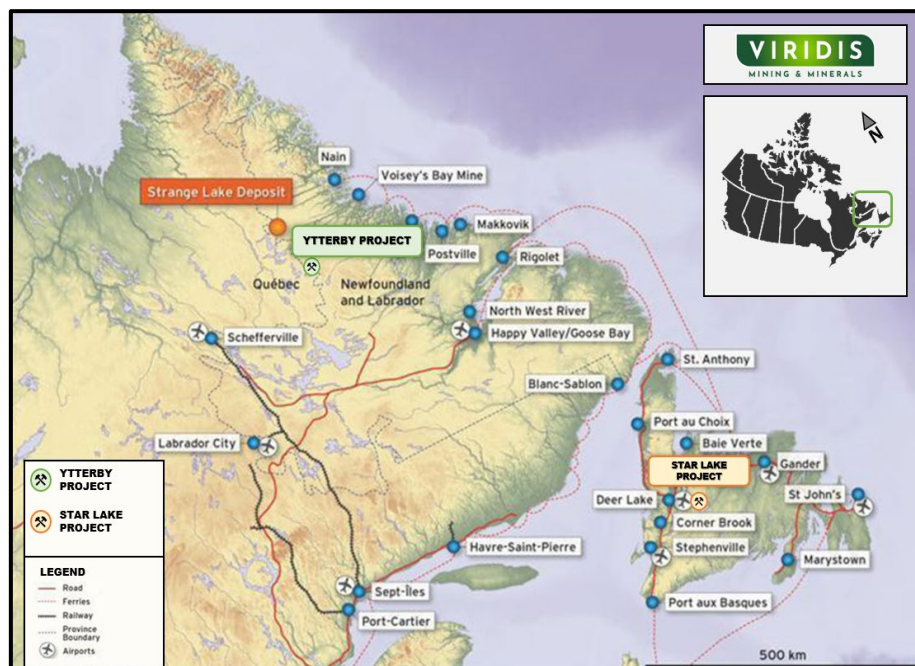 VIRIDIS
MINING & MINERALS
N
Nain
Voisey's Bay Mine
Strange Lake Deposit
Makkovik
YTTERBY PROJECT
Postville
Rigolet
Québec
Newfoundland
and Labrador
North West River
Schefferville
Happy Valley/Goose Bay
St. Anthony
Blanc-Sablon
Port au Choix
Labrador City
Baie Verte
STAR LAKE
PROJECT
Gander
St John's
Deer Lake
Corner Brook
Stephenville
Marystown
Havre-Saint-Pierre
Sept-Îles
Port-Cartier
Port aux Basques
500 km
YTTERBY
PROJECT
STAR LAKE
PROJECT
LEGEND
Road
Ferries
Railway
Province
Boundary
Airports